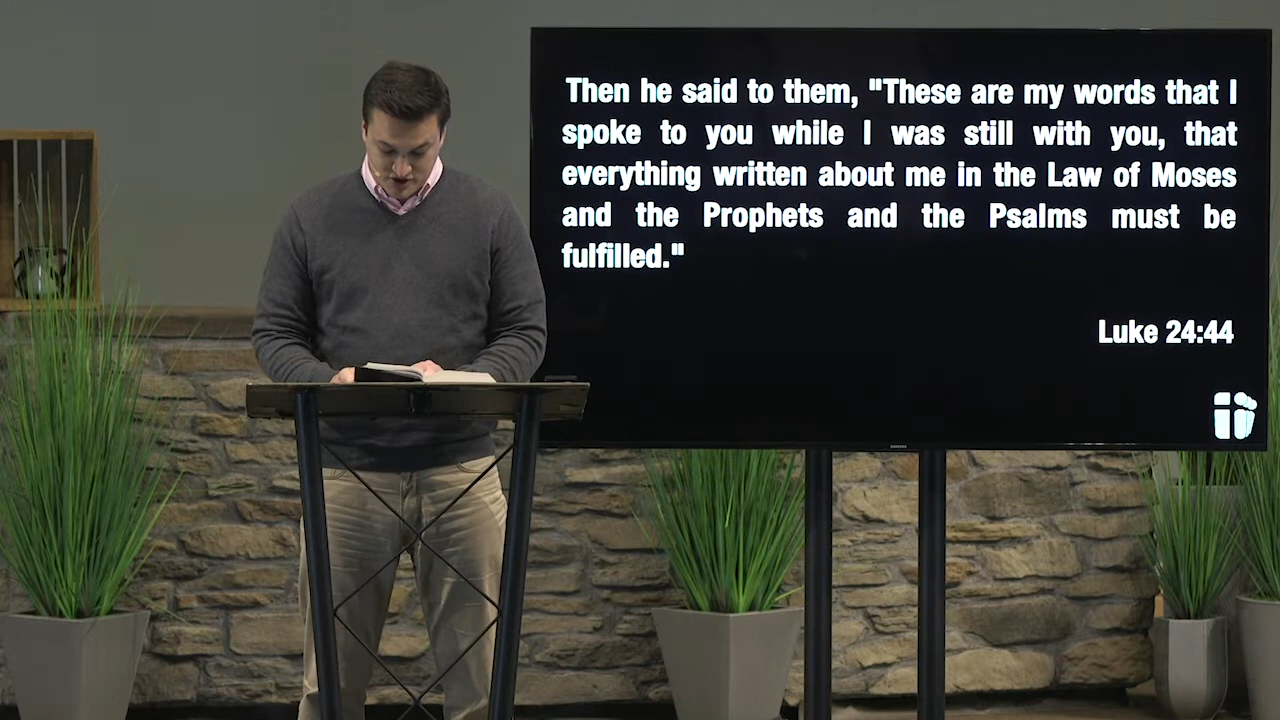 Then he said to them, "These are my words that I
spoke to you while I was still with you, that
everything written about me in the Law of Moses
and the Prophets and the Psalms must be
fulfilled."
Luke 24:44
SAMSUNG